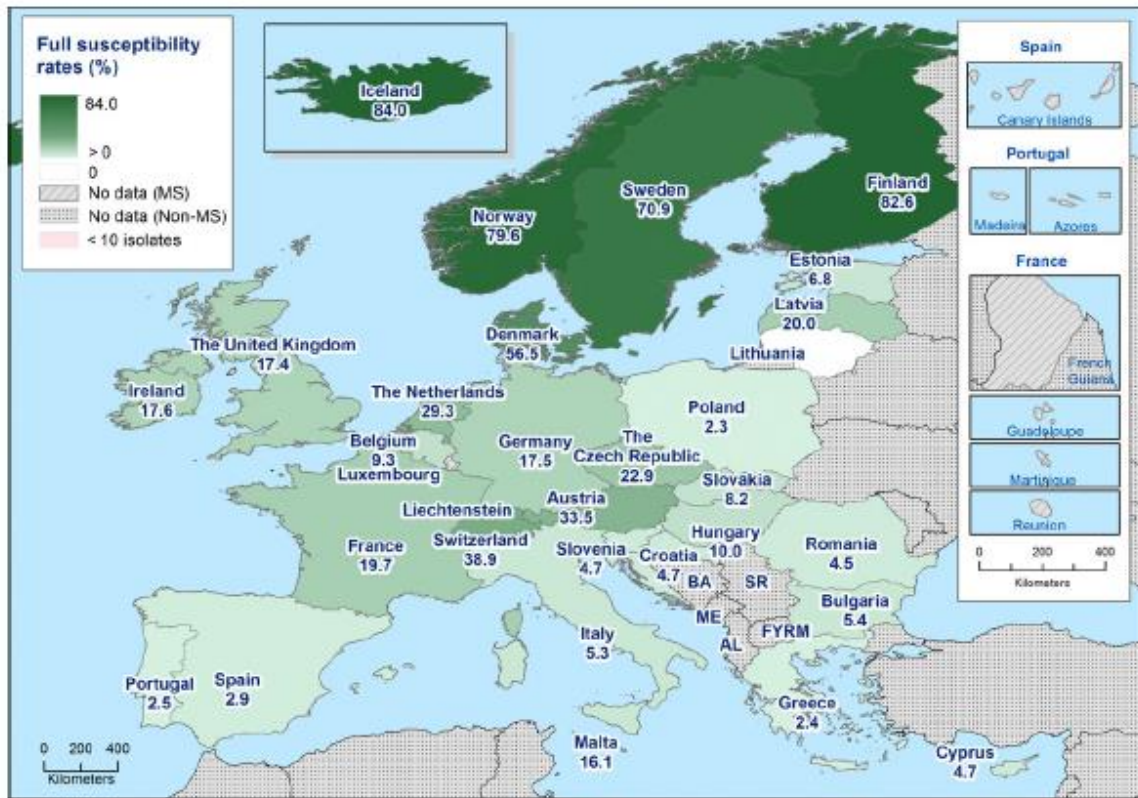 Full susceptibility
rates (%)
84.0
> 0
0
No data (MS)
No data (Non-MS)
< 10 isolates
Iceland
84.0
Norway
79.6
Sweden
70.9
Finland
82.6
Estonia
6.8
Latvia
20.0
Lithuania
Denmark
56.5
The United Kingdom
17.4
Ireland
17.6
The Netherlands
29.3
Belgium
9.3
Luxembourg
Germany
17.5
Poland
2.3
The
Czech Republic
22.9
Slovakia
8.2
Austria
33.5
Liechtenstein
Switzerland
38.9
France
19.7
Hungary
10.0
Slovenia
4.7
Croatia
4.7
Romania
4.5
BA
SR
Bulgaria
5.4
ME
FYRM
AL
Italy
5.3
Portugal
2.5
Spain
2.9
Greece
2.4
Malta
16.1
Cyprus
4.7
0 200 400
Kilometers
Spain
Canary Islands
Portugal
Madeira
Azores
France
French
Guiana
Guadeloupe
Martinique
Reunion
0 200 400
Kilometers